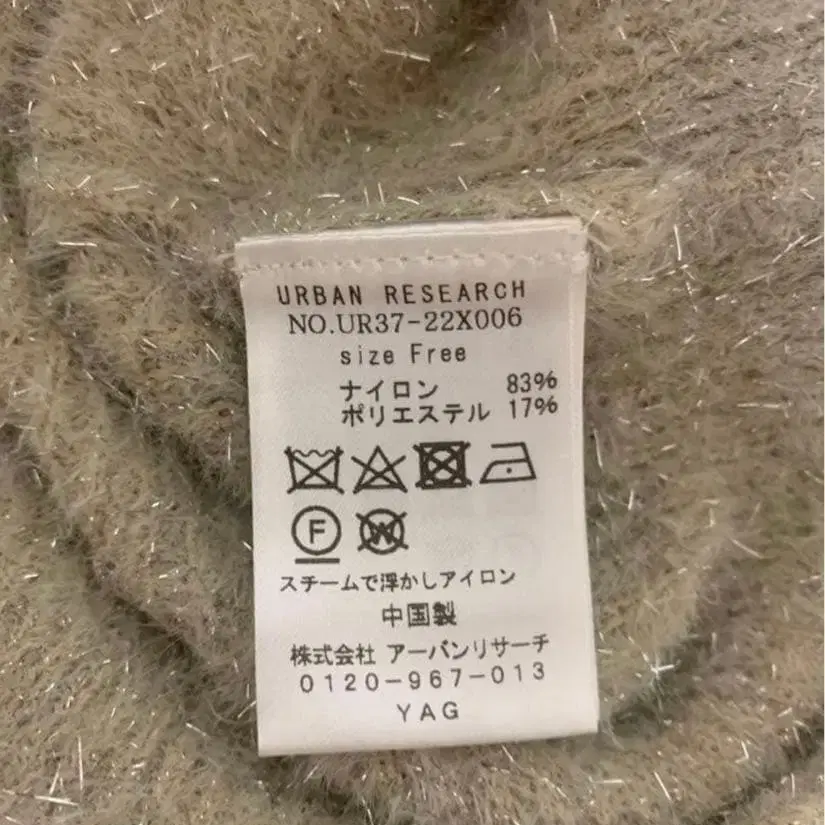 URBAN RESEARCH
NO.UR37-22X006
size Free
ナイロン 83%
ポリエステル 17%
F W
スチームで浮かしアイロン
中国製
株式会社 アーバンリサーチ
0120-967-013
YAG